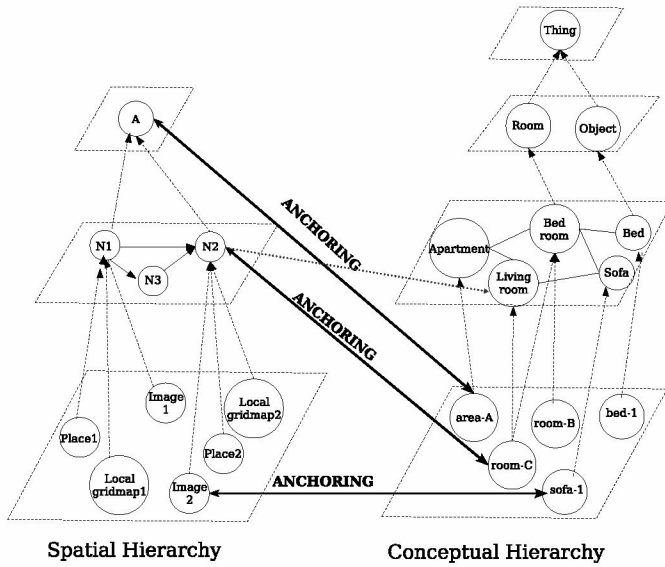 Thing
A
Room
Object
ANCHORING
N1
N2
N3
Apartment
Bed
room
Bed
Living
room
Sofa
ANCHORING
Image
1
Local
gridmap2
Place1
Place2
Local
gridmap1
Image
2
area-A
room-B
bed-1
room-C
sofa-1
ANCHORING
Spatial Hierarchy
Conceptual Hierarchy